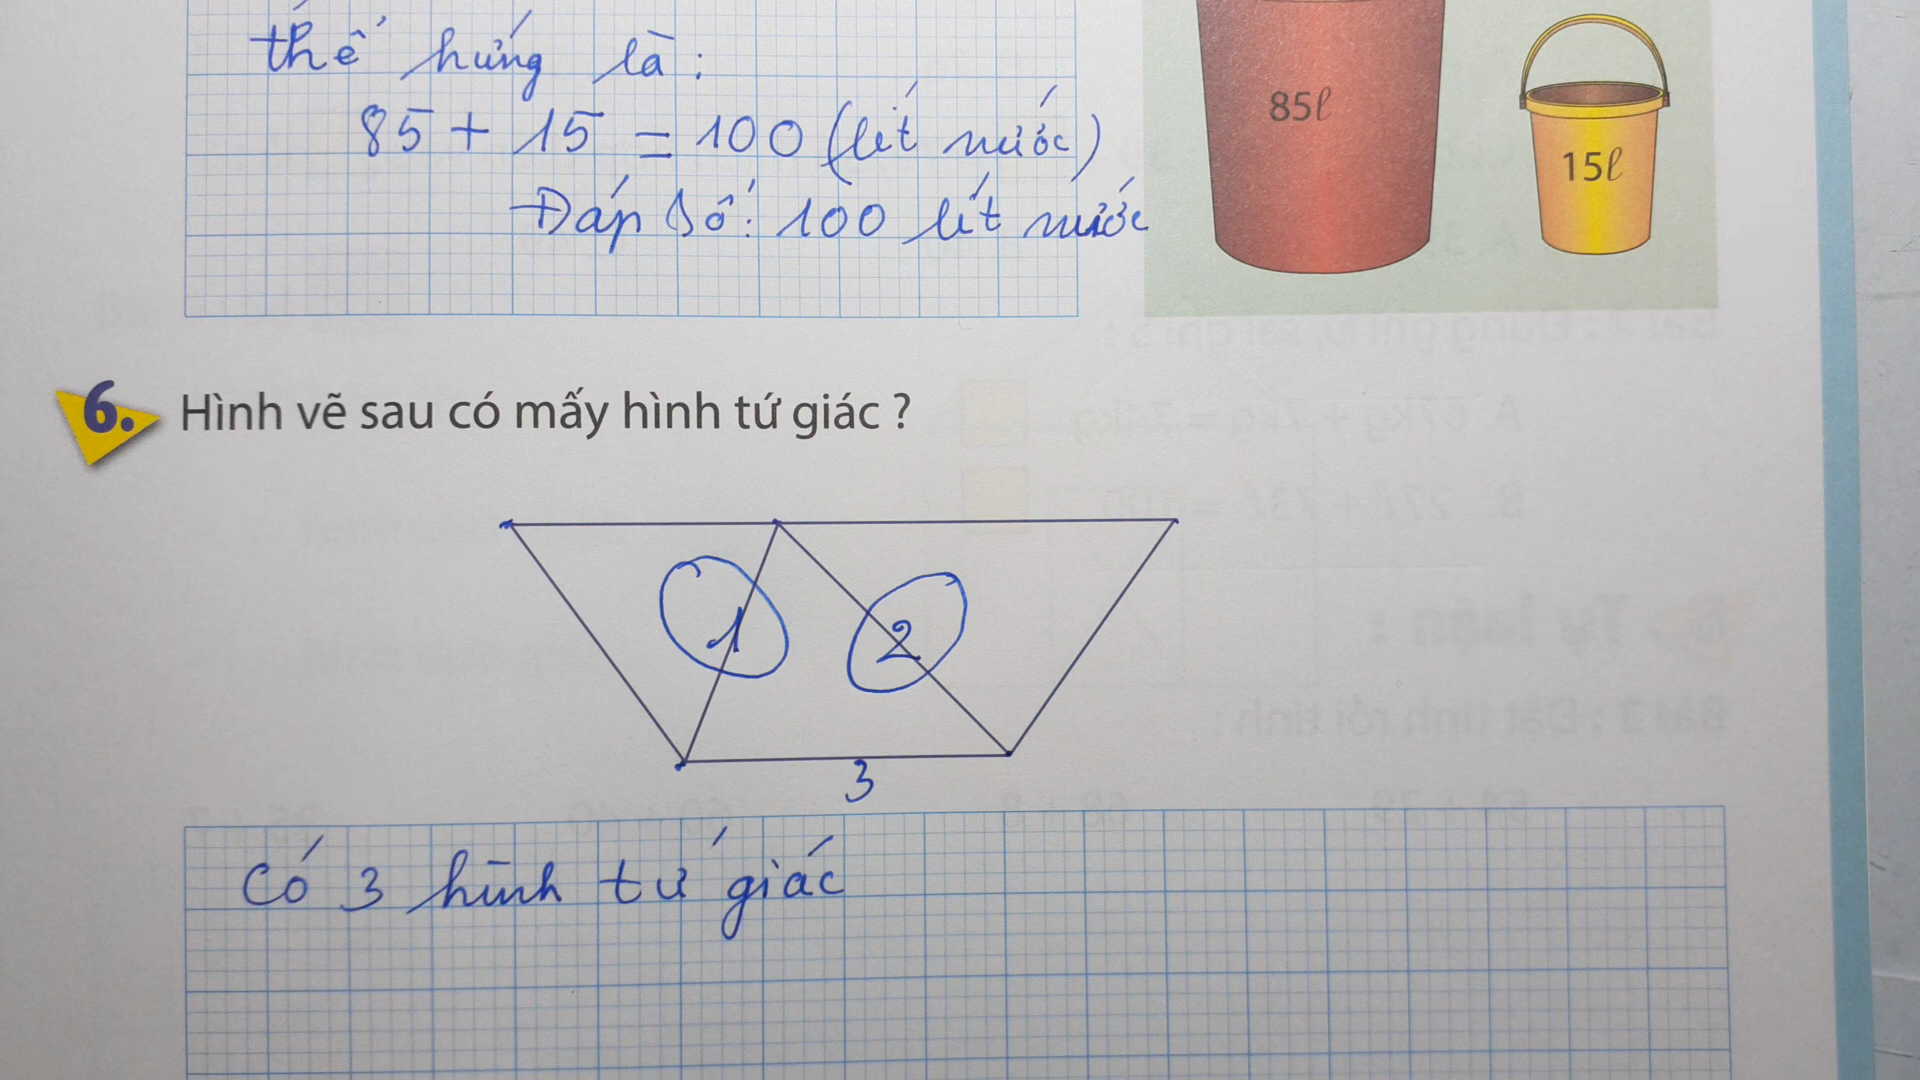 thế hứng là:
85 + 15 = 100 (lít nước)
Đáp số: 100 lít nước
85ℓ
15ℓ
6. Hình vẽ sau có mấy hình tứ giác ?
1
2
3
Có 3 hình tứ giác